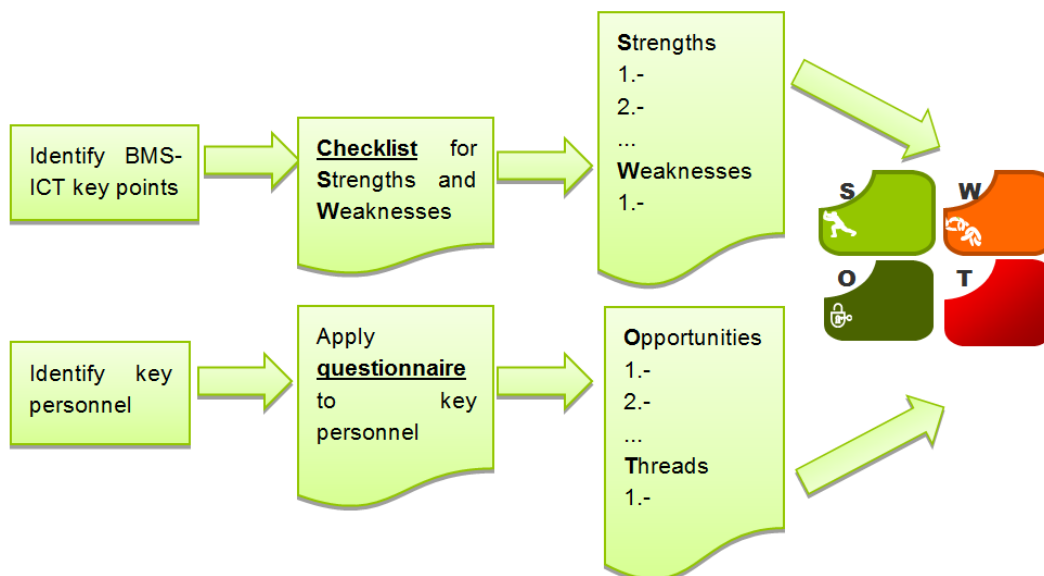 Identify BMS-
ICT key points
Checklist for
Strengths and
Weaknesses
Strengths
1.-
2.-
...
Weaknesses
1.-
S
W
O
T
Identify key
personnel
Apply
questionnaire
to key
personnel
Opportunities
1.-
2.-
...
Threads
1.-